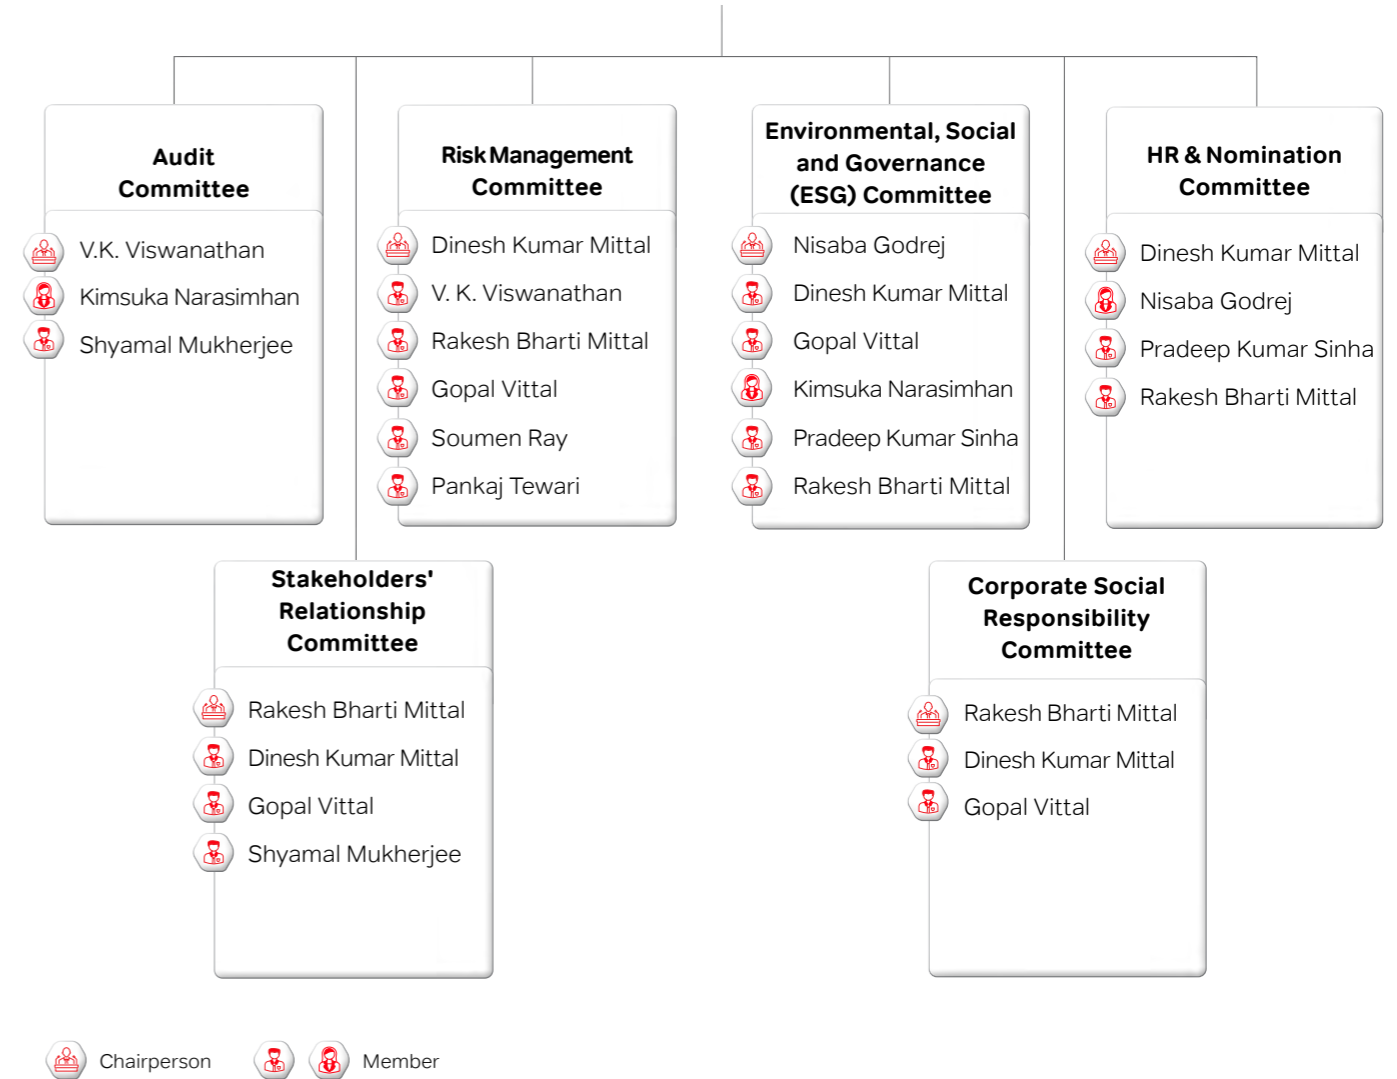 Audit
Committee
V.K. Viswanathan
Kimsuka Narasimhan
Shyamal Mukherjee
Risk Management
Committee
Dinesh Kumar Mittal
V. K. Viswanathan
Rakesh Bharti Mittal
Gopal Vittal
Soumen Ray
Pankaj Tewari
Environmental, Social
and Governance
(ESG) Committee
Nisaba Godrej
Dinesh Kumar Mittal
Gopal Vittal
Kimsuka Narasimhan
Pradeep Kumar Sinha
Rakesh Bharti Mittal
HR & Nomination
Committee
Dinesh Kumar Mittal
Nisaba Godrej
Pradeep Kumar Sinha
Rakesh Bharti Mittal
Stakeholders'
Relationship
Committee
Rakesh Bharti Mittal
Dinesh Kumar Mittal
Gopal Vittal
Shyamal Mukherjee
Corporate Social
Responsibility
Committee
Rakesh Bharti Mittal
Dinesh Kumar Mittal
Gopal Vittal
Chairperson
Member